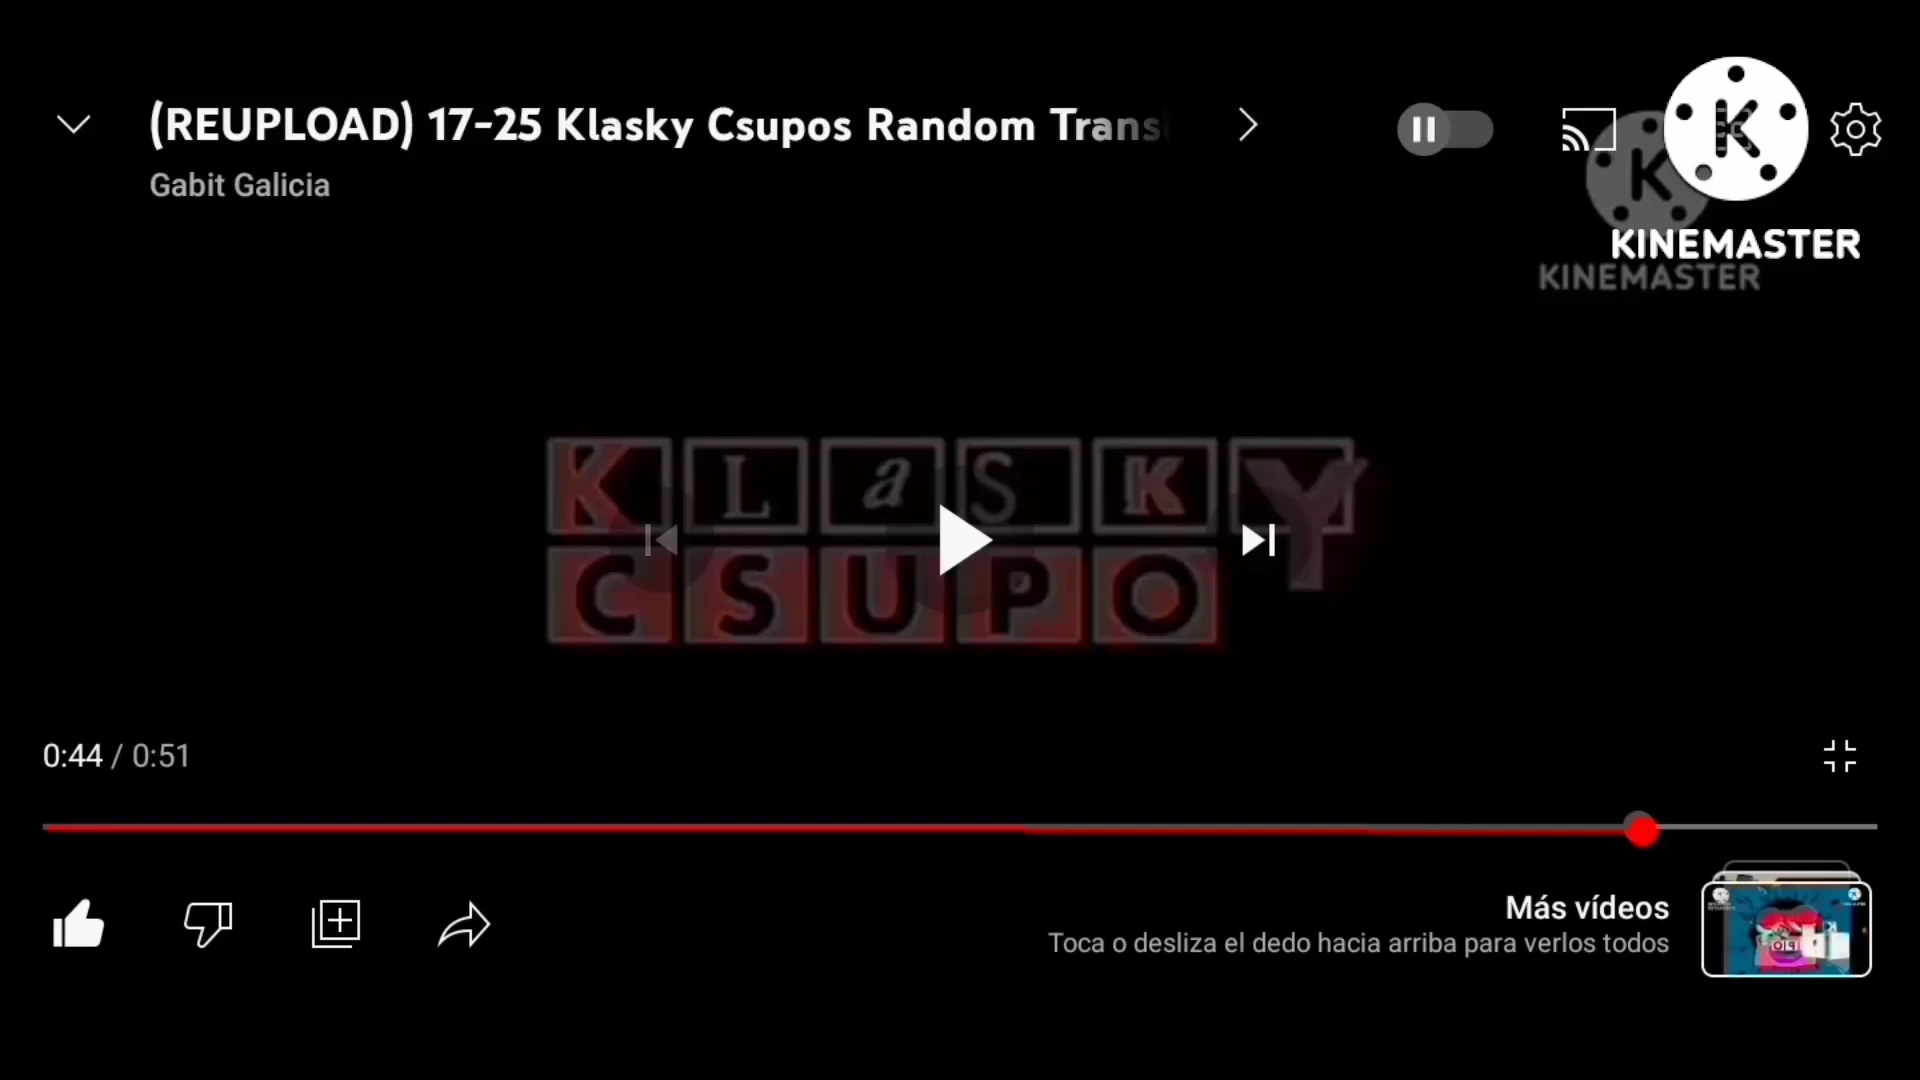 (REUPLOAD) 17-25 Klasky Csupos Random Trans
Gabit Galicia
KINEMASTER
KINEMASTER
KLaSKY
CSUPO
0:44 / 0:51
Más vídeos
Toca o desliza el dedo hacia arriba para verlos todos